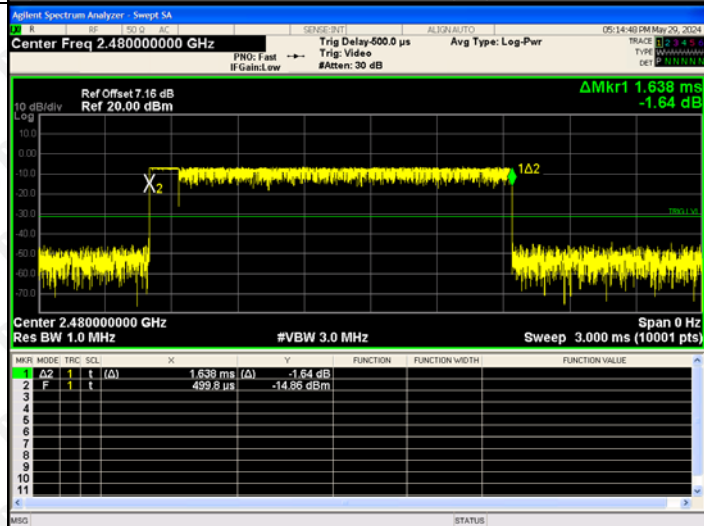 Agilent Spectrum Analyzer - Swept SA
R RF 50 Ω AC SENSE:INT ALIGNAUTO 05:14:48 PM May 29, 2024
Center Freq 2.480000000 GHz
PNO: Fast
IFGain:Low
Trig Delay-500.0 µs
Trig: Video
#Atten: 30 dB
Avg Type: Log-Pwr
TRACE 1 2 3 4 5 6
TYPE
DET P N N N N N
ΔMkr1 1.638 ms
-1.64 dB
Ref Offset 7.16 dB
10 dB/div Ref 20.00 dBm
Log
10.0
0.00
-10.0
-20.0
-30.0
-40.0
-50.0
-60.0
-70.0
X2
1Δ2
TRIG LVL
Center 2.480000000 GHz Span 0 Hz
Res BW 1.0 MHz #VBW 3.0 MHz Sweep 3.000 ms (10001 pts)
MKR MODE TRC SCL X Y FUNCTION FUNCTION WIDTH FUNCTION VALUE
1 Δ2 1 t (Δ) 1.638 ms (Δ) -1.64 dB
2 F 1 t 499.8 µs -14.86 dBm
3
4
5
6
7
8
9
10
11
MSG STATUS